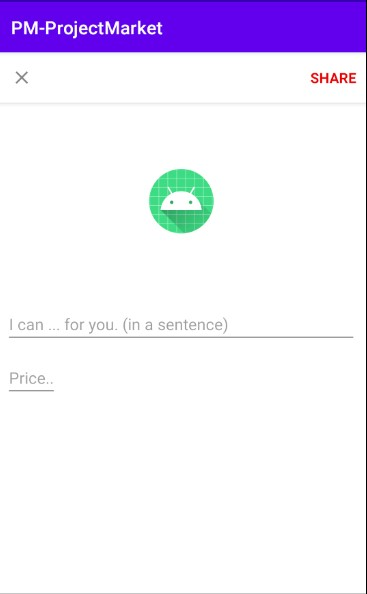 PM-ProjectMarket
SHARE
I can ... for you. (in a sentence)
Price..